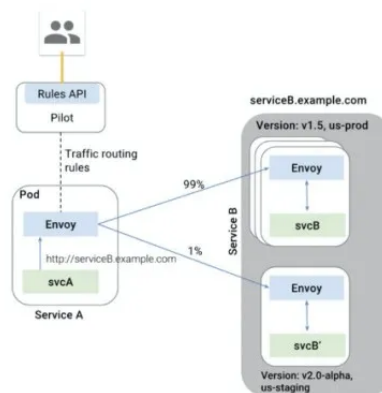 Rules API
Pilot
Traffic routing
rules
Pod
Envoy
http://serviceB.example.com
svcA
Service A
99%
1%
serviceB.example.com
Version: v1.5, us-prod
Envoy
svcB
Service B
Envoy
svcB'
Version: v2.0-alpha,
us-staging